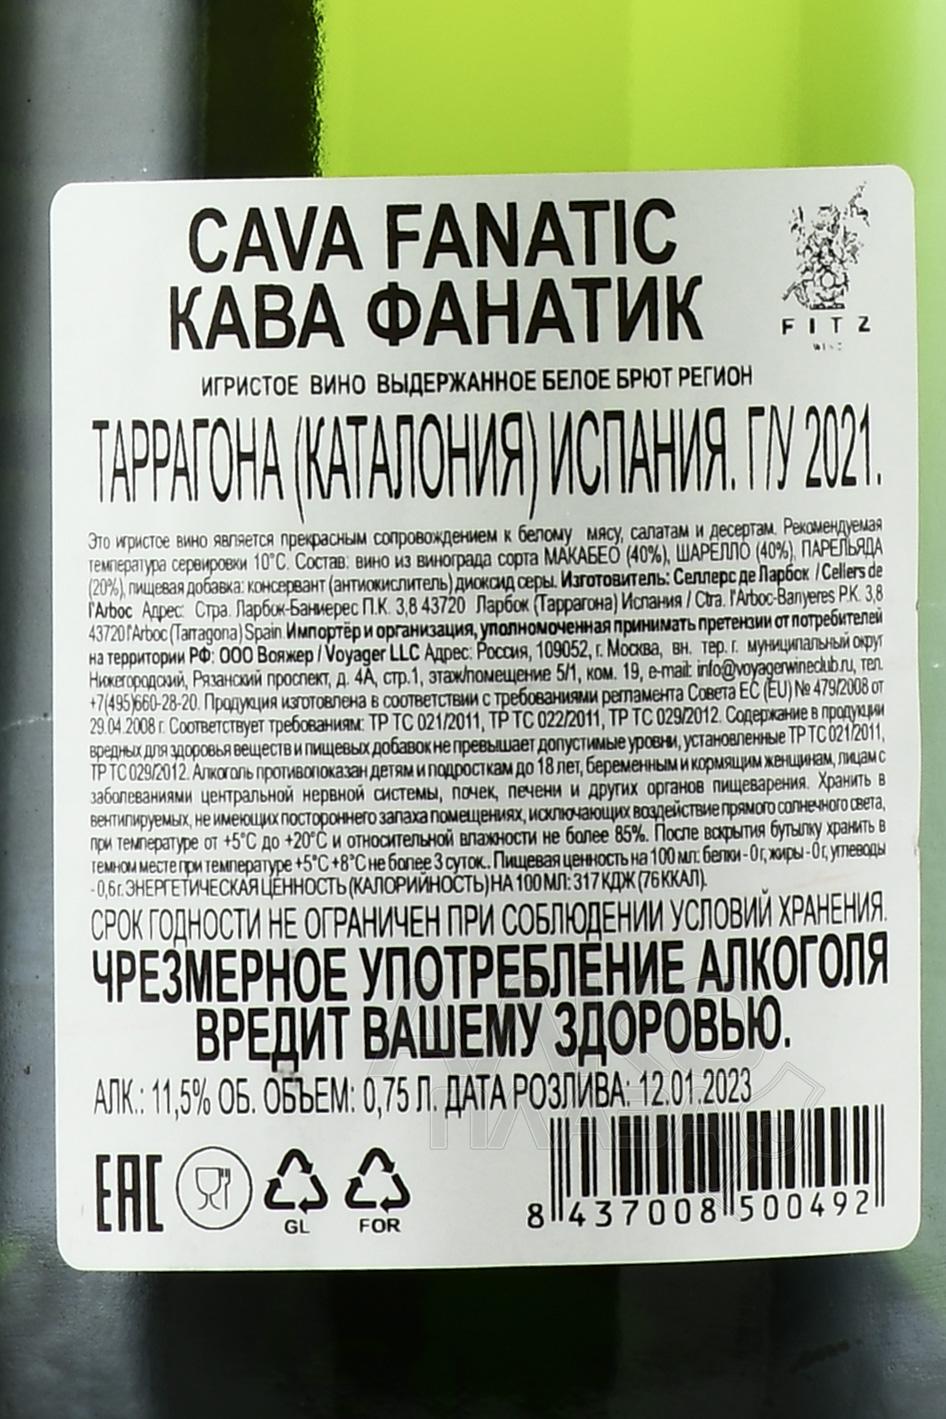 CAVA FANATIC
КАВА ФАНАТИК
FITZ
ИГРИСТОЕ ВИНО ВЫДЕРЖАННОЕ БЕЛОЕ БРЮТ РЕГИОН
ТАРРАГОНА (КАТАЛОНИЯ) ИСПАНИЯ. Г/У 2021.
Это игристое вино является прекрасным сопровождением к белому мясу, салатам и десертам. Рекомендуемая
температура сервировки 10°С. Состав: вино из винограда сорта МАКАБЕО (40%), ШАРЕЛЛО (40%), ПАРЕЛЬЯДА
(20%), пищевая добавка: консервант (антиокислитель) диоксид серы. Изготовитель: Селлерс де Ларбок / Cellers de
l'Arboc Адрес: Стра. Ларбок-Баниерес П.К. 3,8 43720 Ларбок (Таррагона) Испания / Ctra. l'Arboc-Banyeres P.K. 3,8
43720 l'Arboc (Tarragona) Spain. Импортёр и организация, уполномоченная принимать претензии от потребителей
на территории РФ: ООО Вояжер / Voyager LLC Адрес: Россия, 109052, г. Москва, вн. тер. г. муниципальный округ
Нижегородский, Рязанский проспект, д. 4А, стр.1, этаж/помещение 5/1, ком. 19, e-mail: info@voyagerwineclub.ru, тел.
+7(495)660-28-20. Продукция изготовлена в соответствии с требованиями регламента Совета ЕС (EU) № 479/2008 от
29.04.2008 г. Соответствует требованиям: ТР ТС 021/2011, ТР ТС 022/2011, ТР ТС 029/2012. Содержание в продукции
вредных для здоровья веществ и пищевых добавок не превышает допустимые уровни, установленные ТР ТС 021/2011,
ТР ТС 029/2012. Алкоголь противопоказан детям и подросткам до 18 лет, беременным и кормящим женщинам, лицам с
заболеваниями центральной нервной системы, почек, печени и других органов пищеварения. Хранить в
вентилируемых, не имеющих постороннего запаха помещениях, исключающих воздействие прямого солнечного света,
при температуре от +5°С до +20°С и относительной влажности не более 85%. После вскрытия бутылку хранить в
темном месте при температуре +5°С +8°С не более 3 суток.. Пищевая ценность на 100 мл: белки - 0 г, жиры - 0 г, углеводы
- 0,6 г. ЭНЕРГЕТИЧЕСКАЯ ЦЕННОСТЬ (КАЛОРИЙНОСТЬ) НА 100 МЛ: 317 КДЖ (76 ККАЛ).
СРОК ГОДНОСТИ НЕ ОГРАНИЧЕН ПРИ СОБЛЮДЕНИИ УСЛОВИЙ ХРАНЕНИЯ.
ЧРЕЗМЕРНОЕ УПОТРЕБЛЕНИЕ АЛКОГОЛЯ
ВРЕДИТ ВАШЕМУ ЗДОРОВЬЮ.
АЛК.: 11,5% ОБ. ОБЪЕМ: 0,75 Л. ДАТА РОЗЛИВА: 12.01.2023
EAC
GL
FOR
8 437008 500492